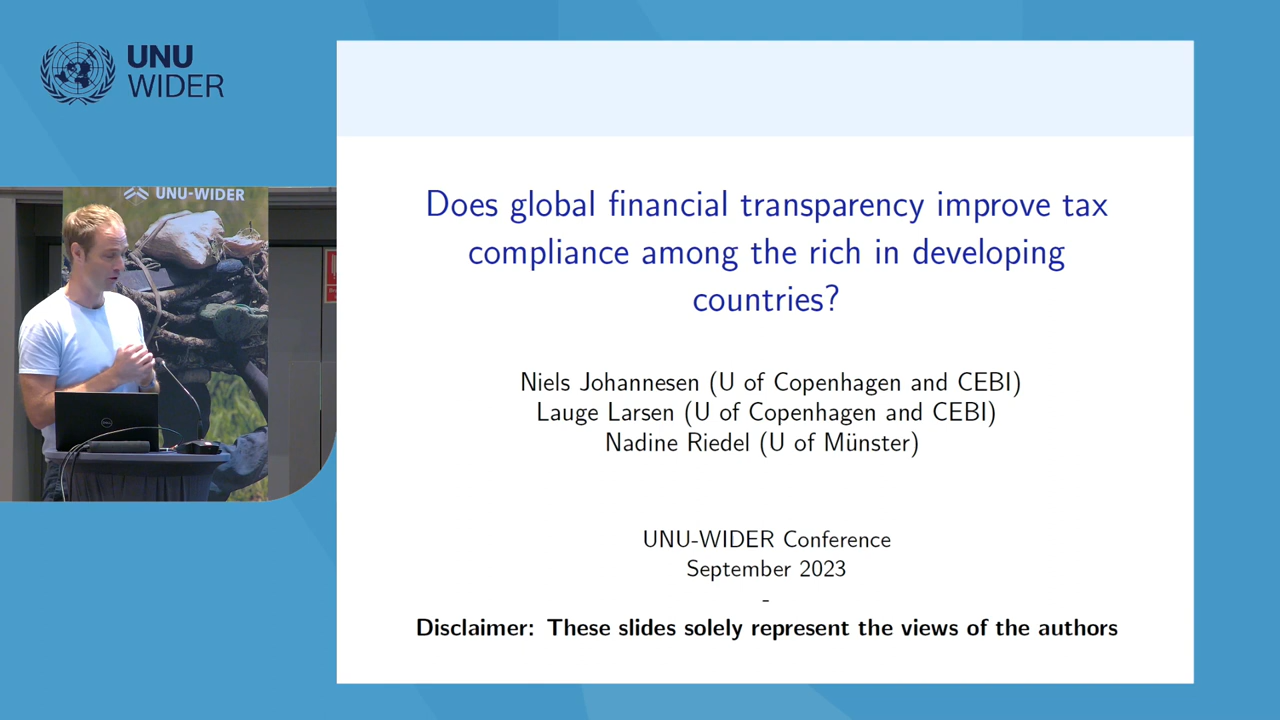 UNU
WIDER
UNU-WIDER
Does global financial transparency improve tax
compliance among the rich in developing
countries?
Niels Johannesen (U of Copenhagen and CEBI)
Lauge Larsen (U of Copenhagen and CEBI)
Nadine Riedel (U of Münster)
UNU-WIDER Conference
September 2023
-
Disclaimer: These slides solely represent the views of the authors